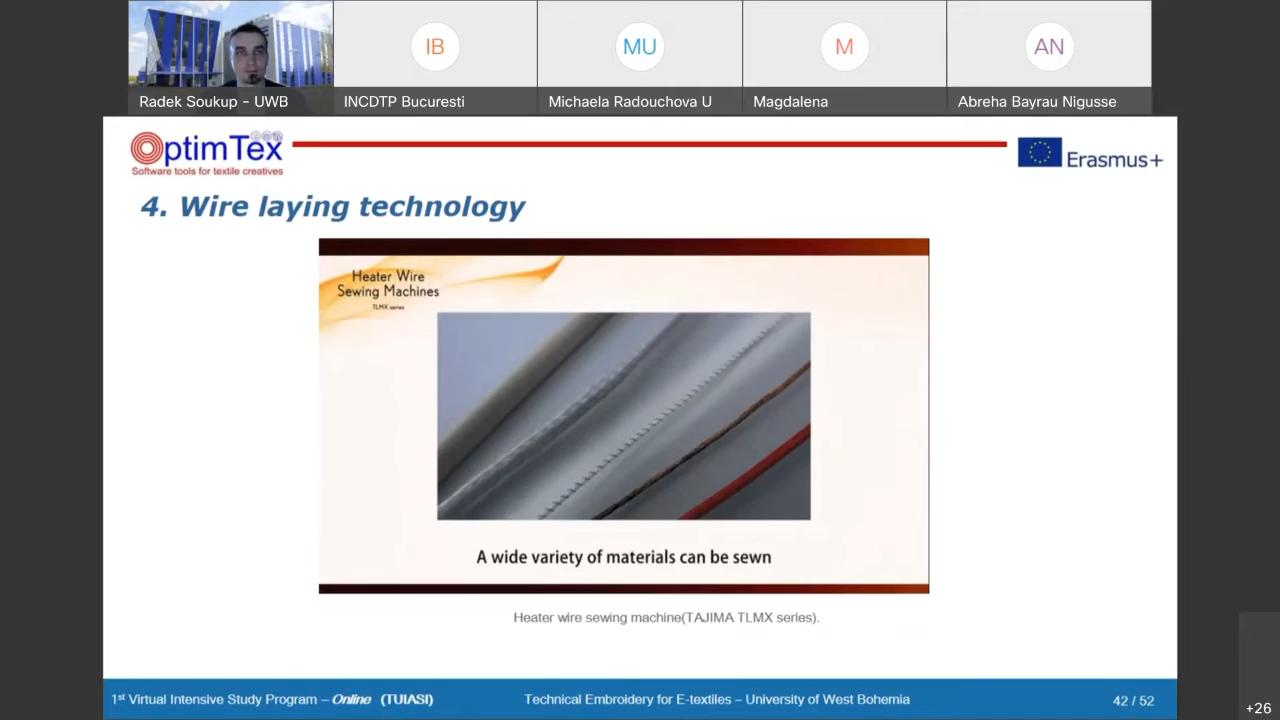 IB
MU
M
AN
Radek Soukup - UWB
INCDTP Bucuresti
Michaela Radouchova U
Magdalena
Abreha Bayrau Nigusse
OptimTex
Software tools for textile creatives
Erasmus+
4. Wire laying technology
Heater Wire
Sewing Machines
TLMX series
A wide variety of materials can be sewn
Heater wire sewing machine(TAJIMA TLMX series).
1st Virtual Intensive Study Program – Online (TUIASI)
Technical Embroidery for E-textiles – University of West Bohemia
42 / 52
+26